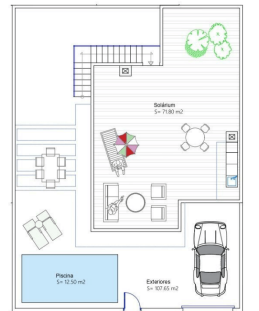 Solárium
S= 71.80 m2
Piscina
S= 12.50 m2
Exteriores
S= 107.65 m2